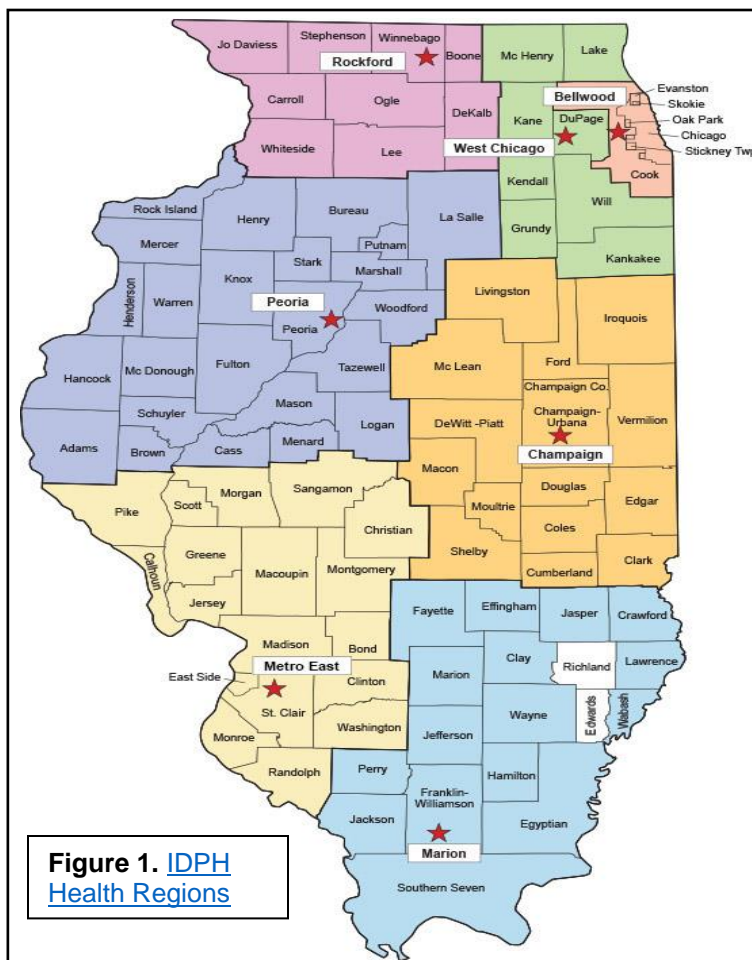 Jo Daviess
Stephenson
Winnebago
Boone
Mc Henry
Lake
Rockford
Carroll
Ogle
DeKalb
Whiteside
Lee
Bellwood
Evanston
Skokie
Oak Park
Chicago
Stickney Twp
Cook
Kane
DuPage
West Chicago
Kendall
Grundy
Will
Kankakee
Rock Island
Henry
Bureau
La Salle
Mercer
Putnam
Stark
Marshall
Henderson
Warren
Knox
Peoria
Peoria
Woodford
Hancock
Mc Donough
Fulton
Tazewell
Schuyler
Mason
Logan
Adams
Brown
Cass
Menard
Livingston
Iroquois
Mc Lean
Ford
Champaign Co.
DeWitt -Piatt
Champaign-
Urbana
Vermilion
Champaign
Macon
Douglas
Moultrie
Edgar
Coles
Shelby
Cumberland
Clark
Pike
Scott
Morgan
Sangamon
Christian
Calhoun
Greene
Macoupin
Montgomery
Jersey
Madison
Bond
Metro East
East Side
Clinton
St. Clair
Washington
Monroe
Randolph
Fayette
Effingham
Jasper
Crawford
Marion
Clay
Richland
Lawrence
Wayne
Edwards
Wabash
Jefferson
Perry
Hamilton
Franklin-
Williamson
Jackson
Egyptian
Marion
Southern Seven
Figure 1. IDPH
Health Regions